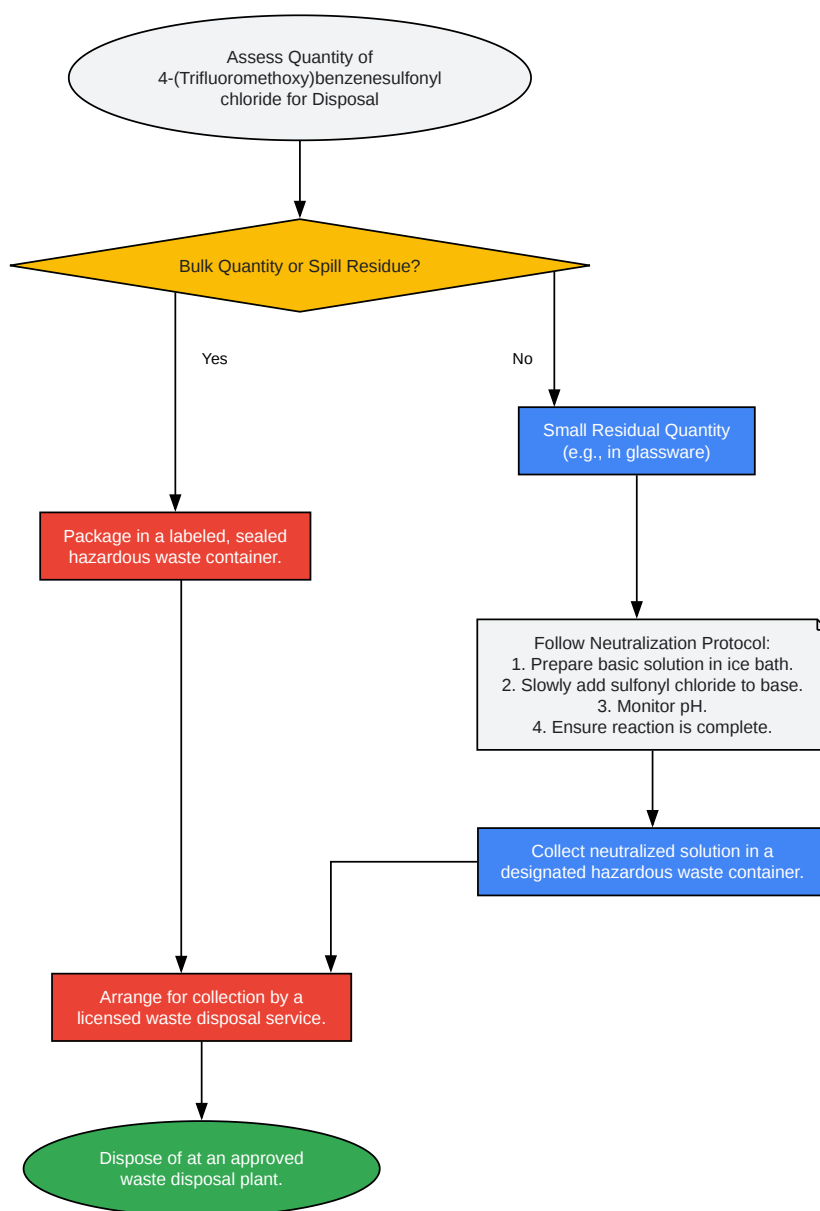 Assess Quantity of
4-(Trifluoromethoxy)benzenesulfonyl
chloride for Disposal
Bulk Quantity or Spill Residue?
Yes
No
Small Residual Quantity
(e.g., in glassware)
Package in a labeled, sealed
hazardous waste container.
Follow Neutralization Protocol:
1. Prepare basic solution in ice bath.
2. Slowly add sulfonyl chloride to base.
3. Monitor pH.
4. Ensure reaction is complete.
Collect neutralized solution in a
designated hazardous waste container.
Arrange for collection by a
licensed waste disposal service.
Dispose of at an approved
waste disposal plant.